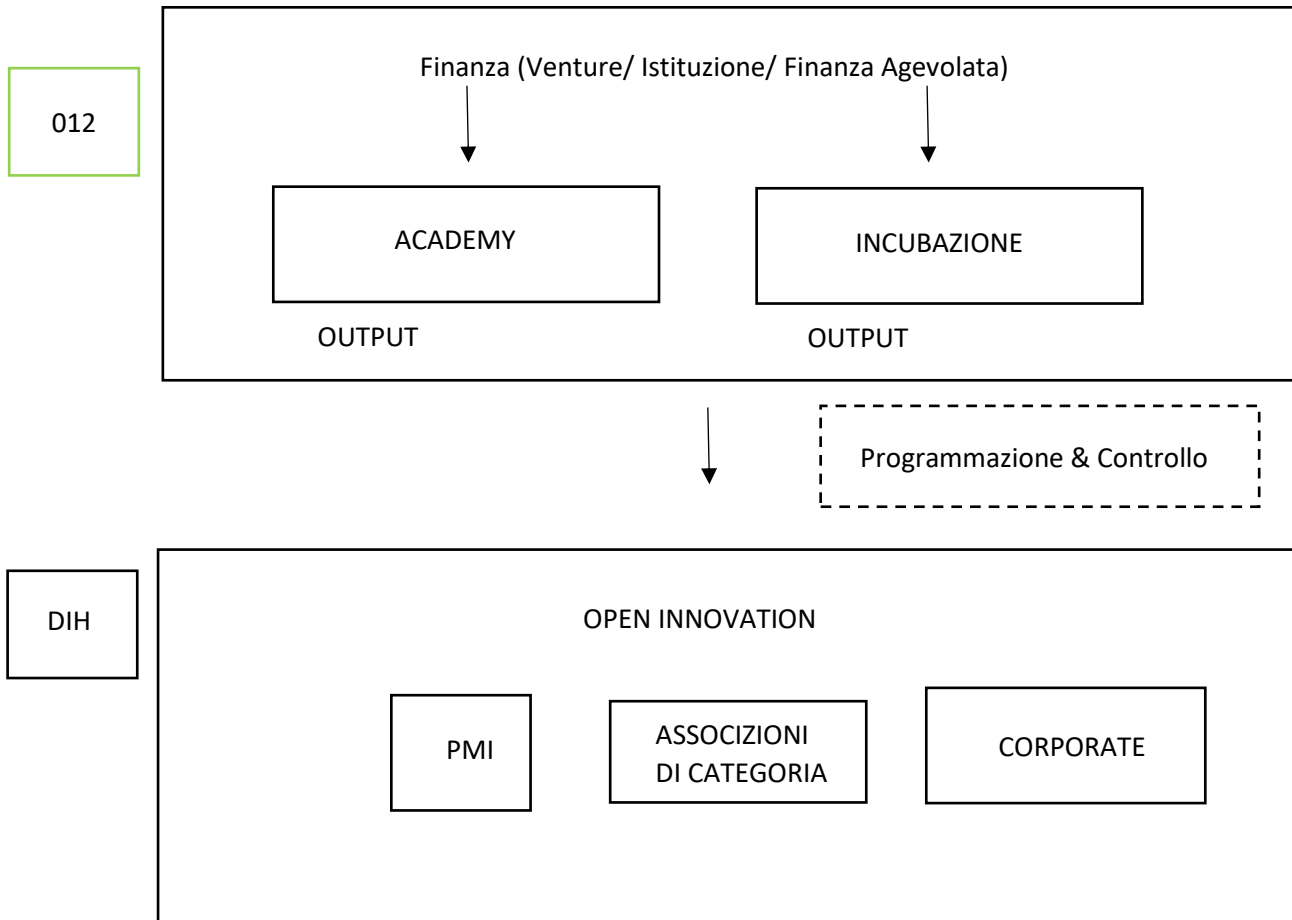 Finanza (Venture/ Istituzione/ Finanza Agevolata)
012
ACADEMY
INCUBAZIONE
OUTPUT
OUTPUT
Programmazione & Controllo
DIH
OPEN INNOVATION
PMI
ASSOCIZIONI
DI CATEGORIA
CORPORATE